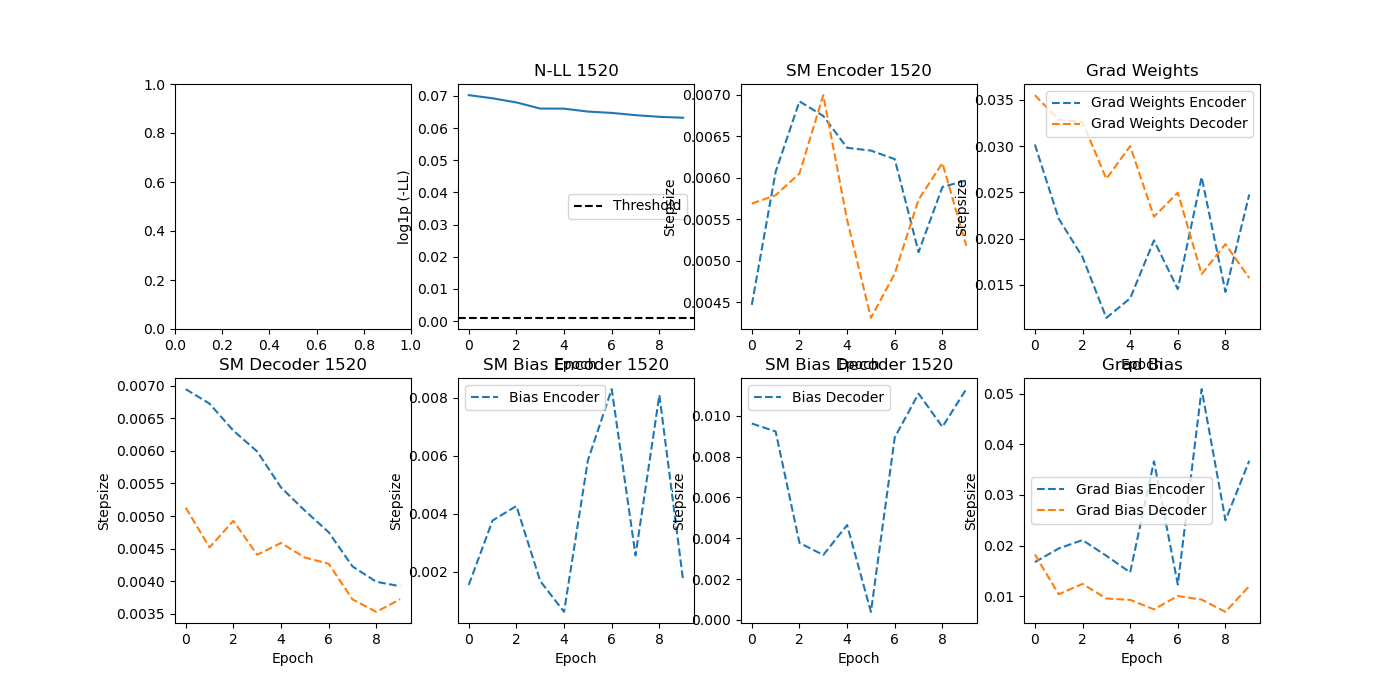 N-LL 1520
SM Encoder 1520
Grad Weights
1.0
0.8
0.6
0.4
0.2
0.0
0.0 0.2 0.4 0.6 0.8 1.0
log1p (-LL)
0.07
0.06
0.05
0.04
0.03
0.02
0.01
0.00
Threshold
0 2 4 6 8
Epoch
Stepsize
0.0070
0.0065
0.0060
0.0055
0.0050
0.0045
0 2 4 6 8
Epoch
Stepsize
0.035
0.030
0.025
0.020
0.015
Grad Weights Encoder
Grad Weights Decoder
0 2 4 6 8
Epoch
SM Decoder 1520
SM Bias Encoder 1520
SM Bias Decoder 1520
Grad Bias
Stepsize
0.0070
0.0065
0.0060
0.0055
0.0050
0.0045
0.0040
0.0035
0 2 4 6 8
Epoch
Stepsize
0.008
0.006
0.004
0.002
Bias Encoder
0 2 4 6 8
Epoch
Stepsize
0.010
0.008
0.006
0.004
0.002
0.000
Bias Decoder
0 2 4 6 8
Epoch
Stepsize
0.05
0.04
0.03
0.02
0.01
Grad Bias Encoder
Grad Bias Decoder
0 2 4 6 8
Epoch